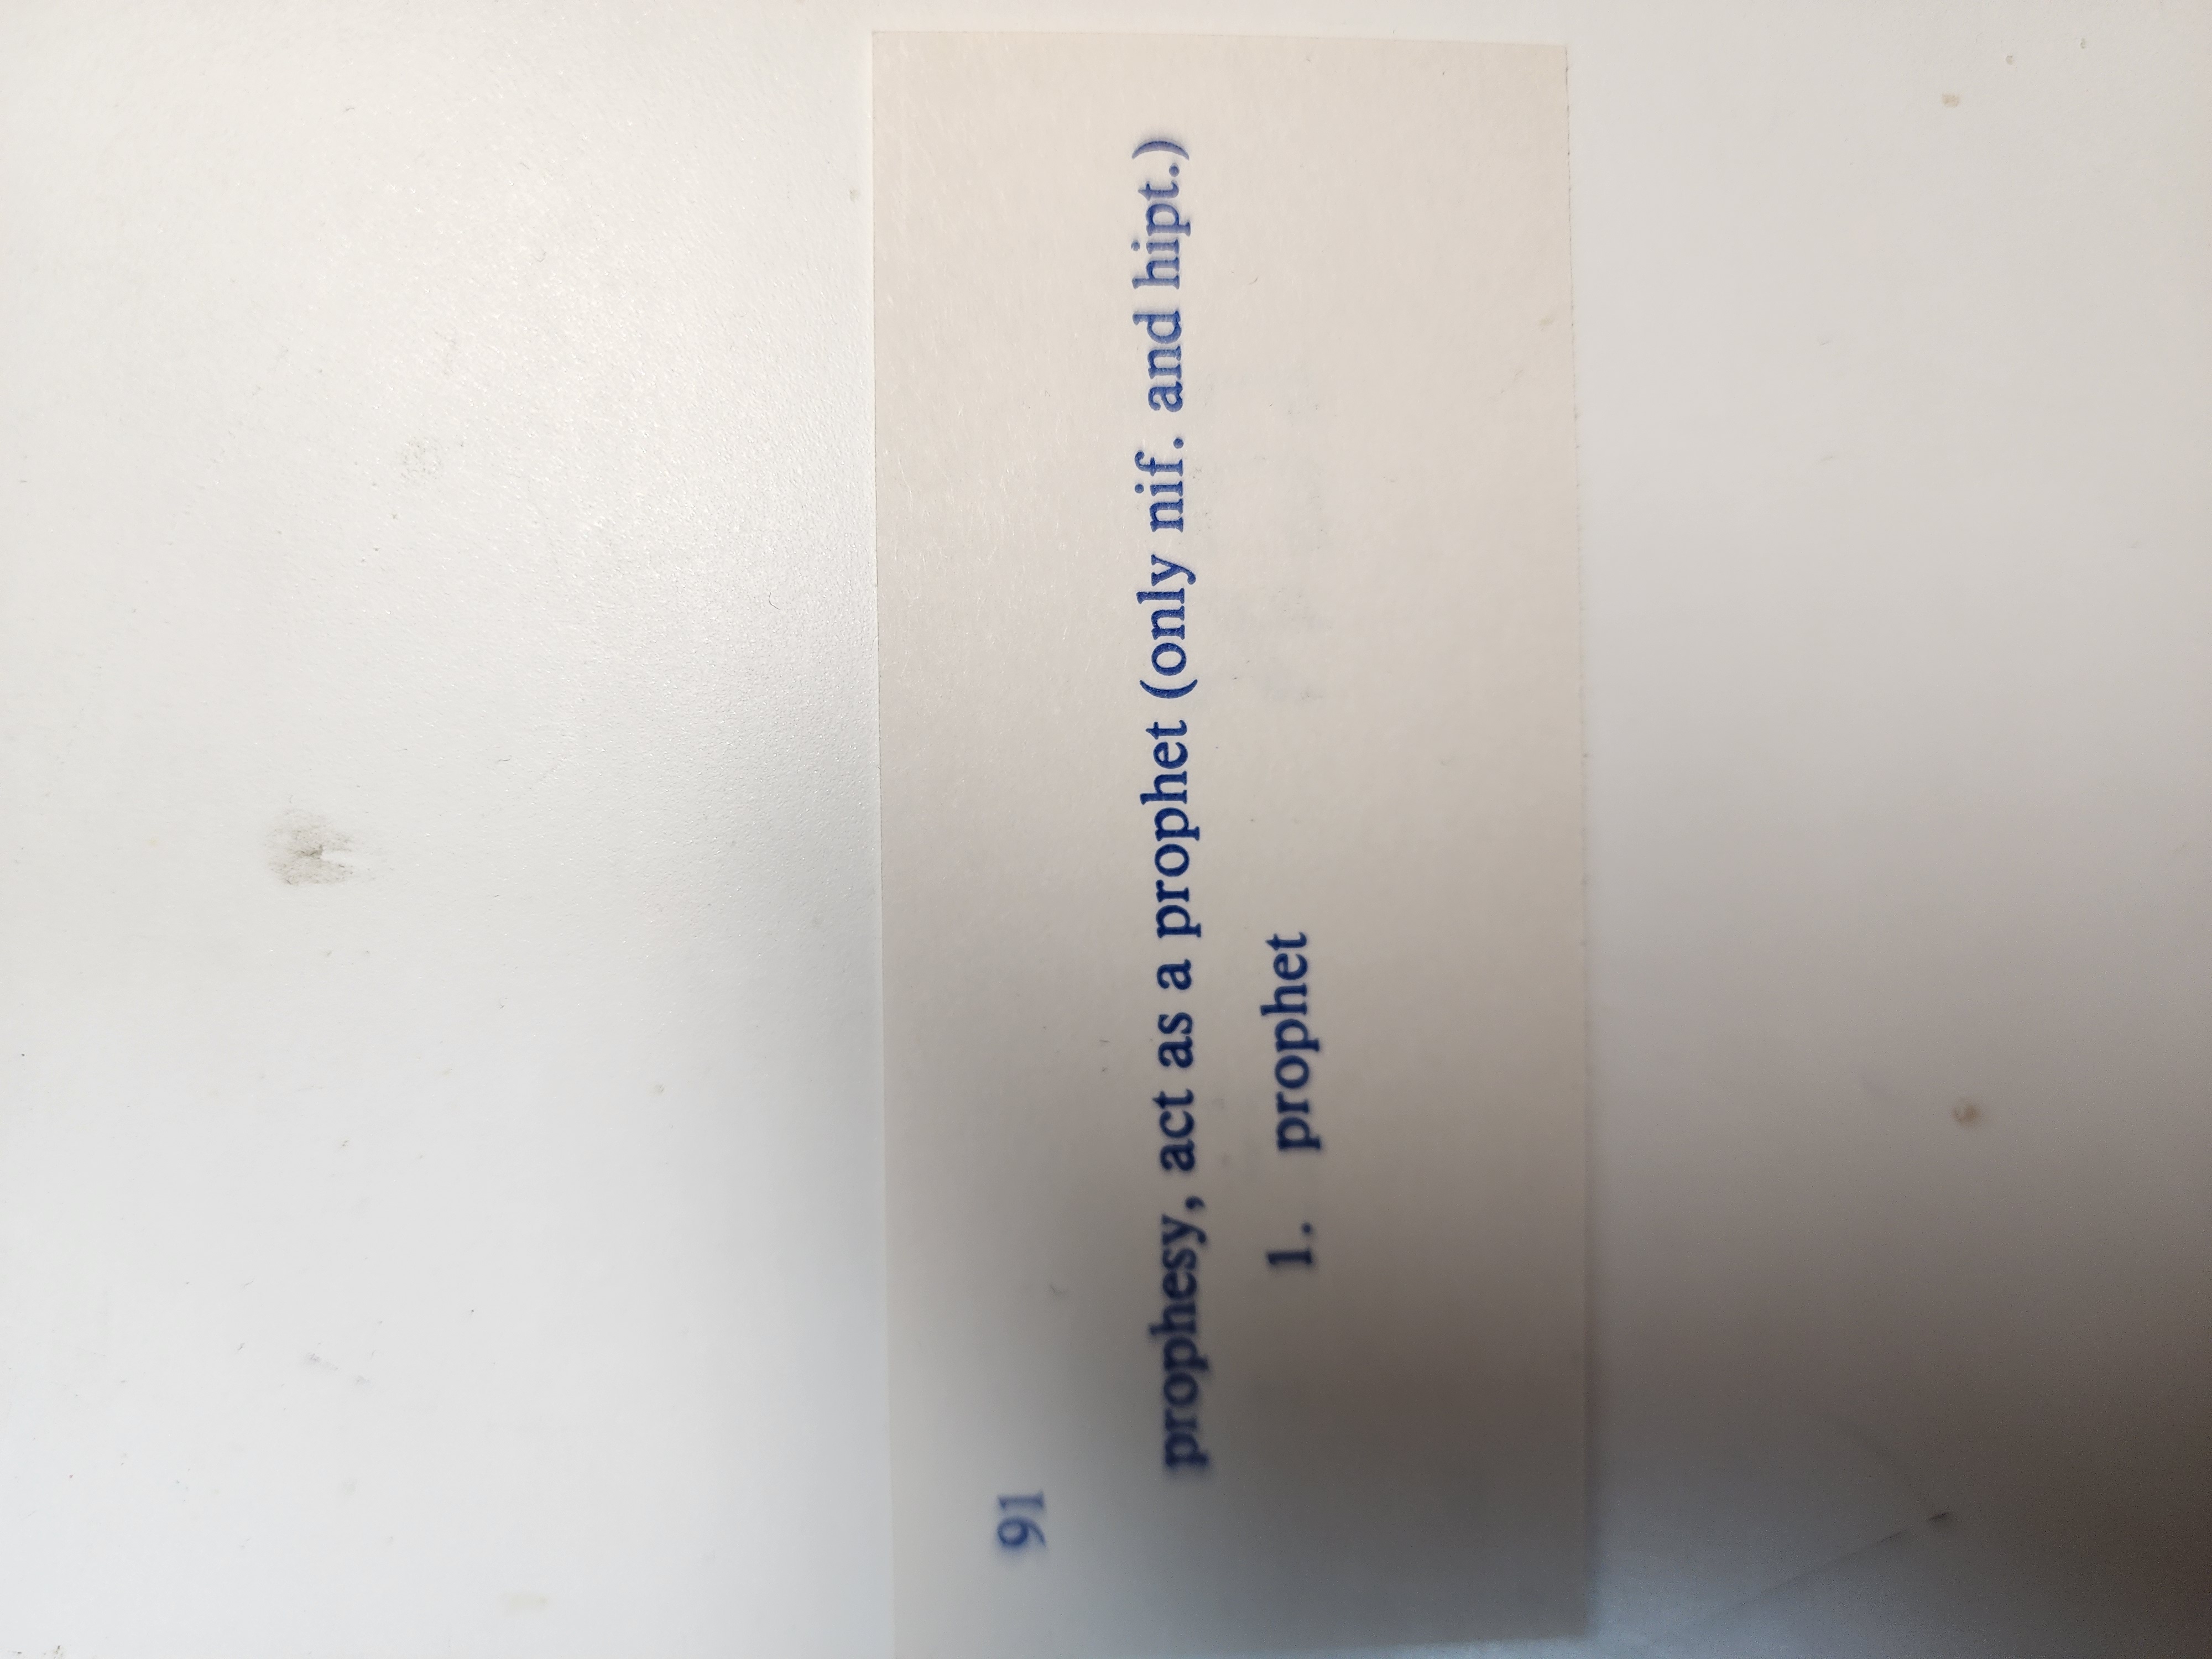 91
prophesy, act as a prophet (only nif. and hipt.)
1. prophet